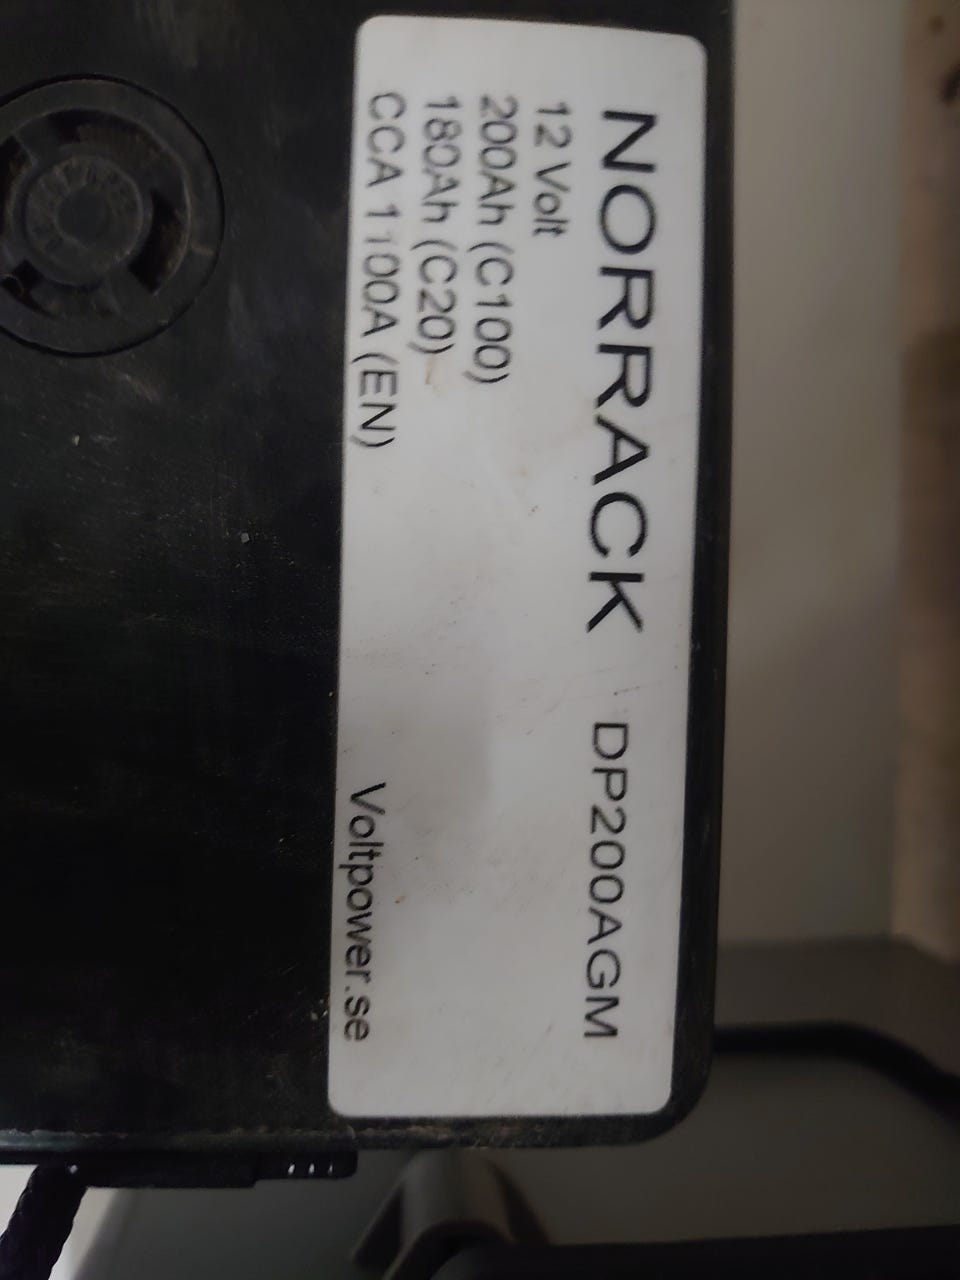 NORRACK DP200AGM
12 Volt
200Ah (C100)
180Ah (C20)
CCA 1100A (EN)
Voltpower.se